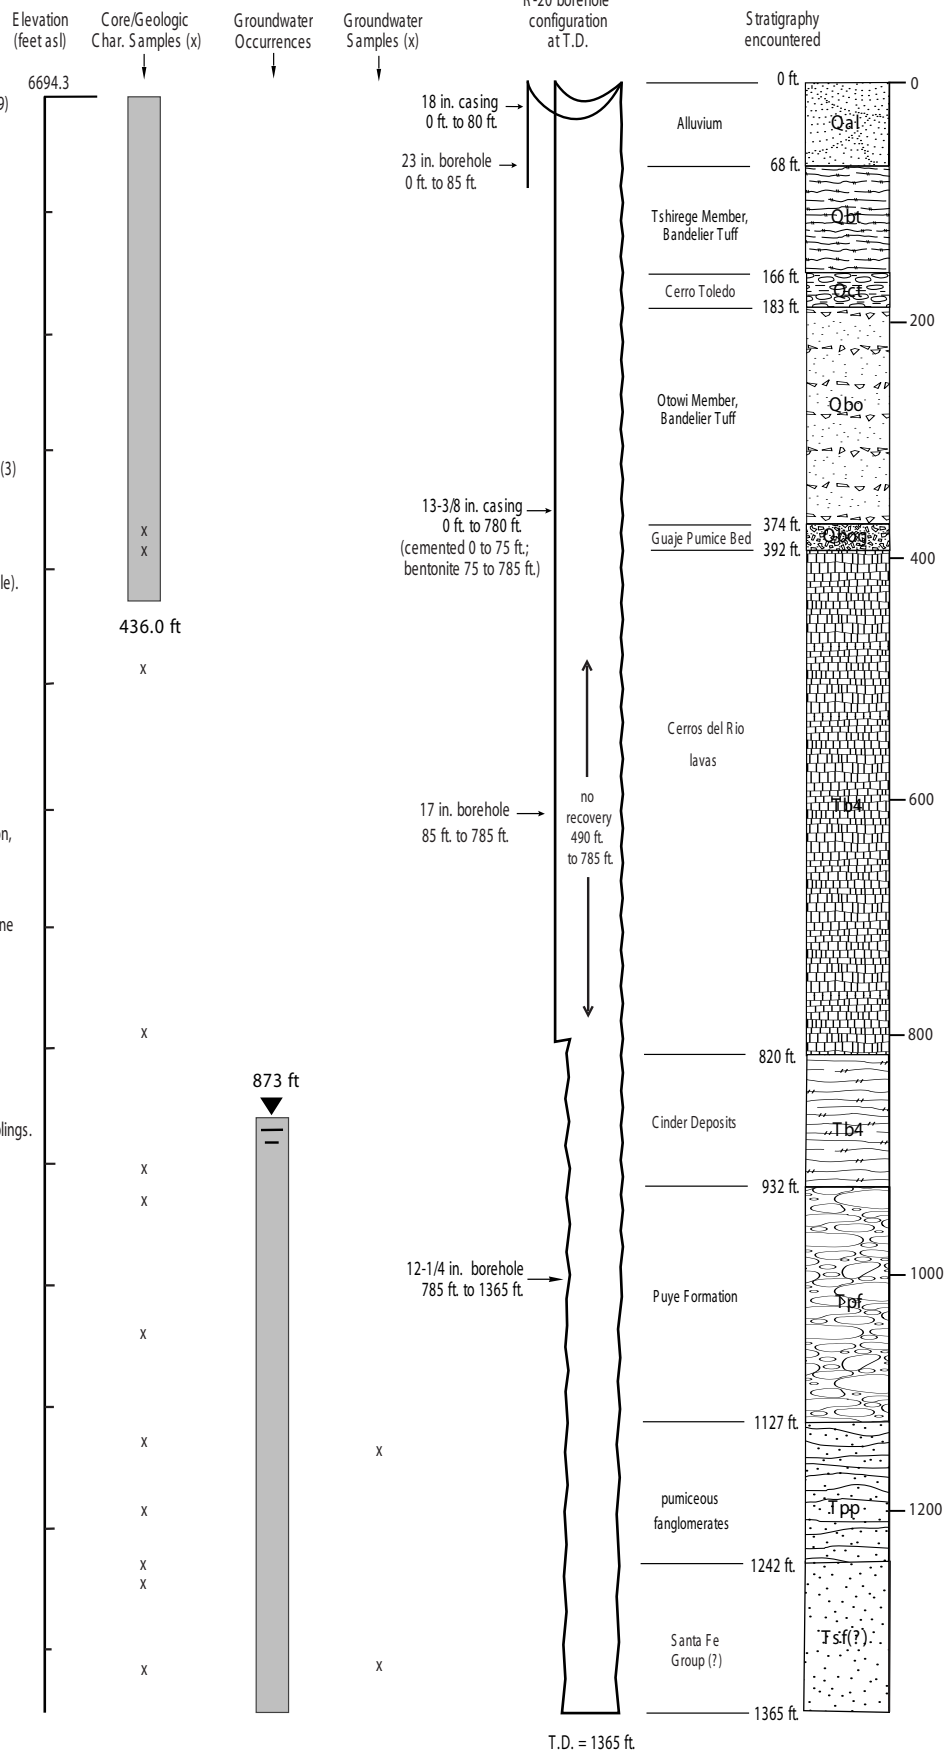 Elevation
(feet asl)
Core/Geologic
Char. Samples (x)
Groundwater
Occurrences
Groundwater
Samples (x)
R-20 borehole
configuration
at T.D.
Stratigraphy
encountered
6694.3
9)
18 in. casing
0 ft. to 80 ft.
23 in. borehole
0 ft. to 85 ft.
0 ft.
0
Alluvium
Qal
68 ft.
Tshirege Member,
Bandelier Tuff
Qbt
166 ft.
Cerro Toledo
Qct
183 ft.
200
Otowi Member,
Bandelier Tuff
Qbo
(3)
13-3/8 in. casing
0 ft. to 780 ft.
(cemented 0 to 75 ft.;
bentonite 75 to 785 ft.)
374 ft.
Guaje Pumice Bed
Qbog
392 ft.
400
x
x
le).
436.0 ft
x
Cerros del Rio
lavas
Tb4
600
no
recovery
490 ft.
to 785 ft.
17 in. borehole
85 ft. to 785 ft.
on,
ne
x
800
820 ft.
873 ft
Cinder Deposits
Tb4
olings.
x
932 ft.
x
12-1/4 in. borehole
785 ft. to 1365 ft.
Puye Formation
Tpf
1000
x
1127 ft.
x
x
pumiceous
fanglomerates
Tpp
1200
x
1242 ft.
x
x
Santa Fe
Group (?)
Tsf(?)
x
x
1365 ft.
T.D. = 1365 ft.